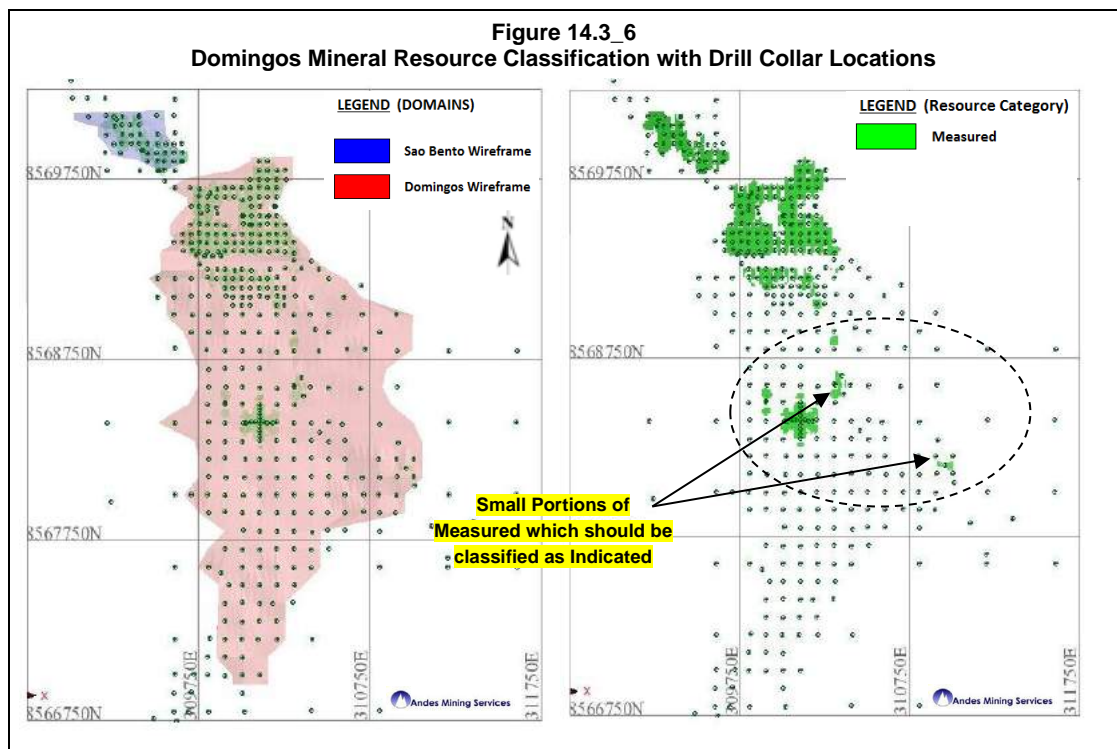 Figure 14.3_6
Domingos Mineral Resource Classification with Drill Collar Locations
LEGEND (DOMAINS)
Sao Bento Wireframe
Domingos Wireframe
N
8569750N
8568750N
8567750N
8566750N
309750E
310750E
311750E
X
Andes Mining Services
LEGEND (Resource Category)
Measured
8569750N
8568750N
8567750N
8566750N
309750E
310750E
311750E
X
Andes Mining Services
Small Portions of
Measured which should be
classified as Indicated